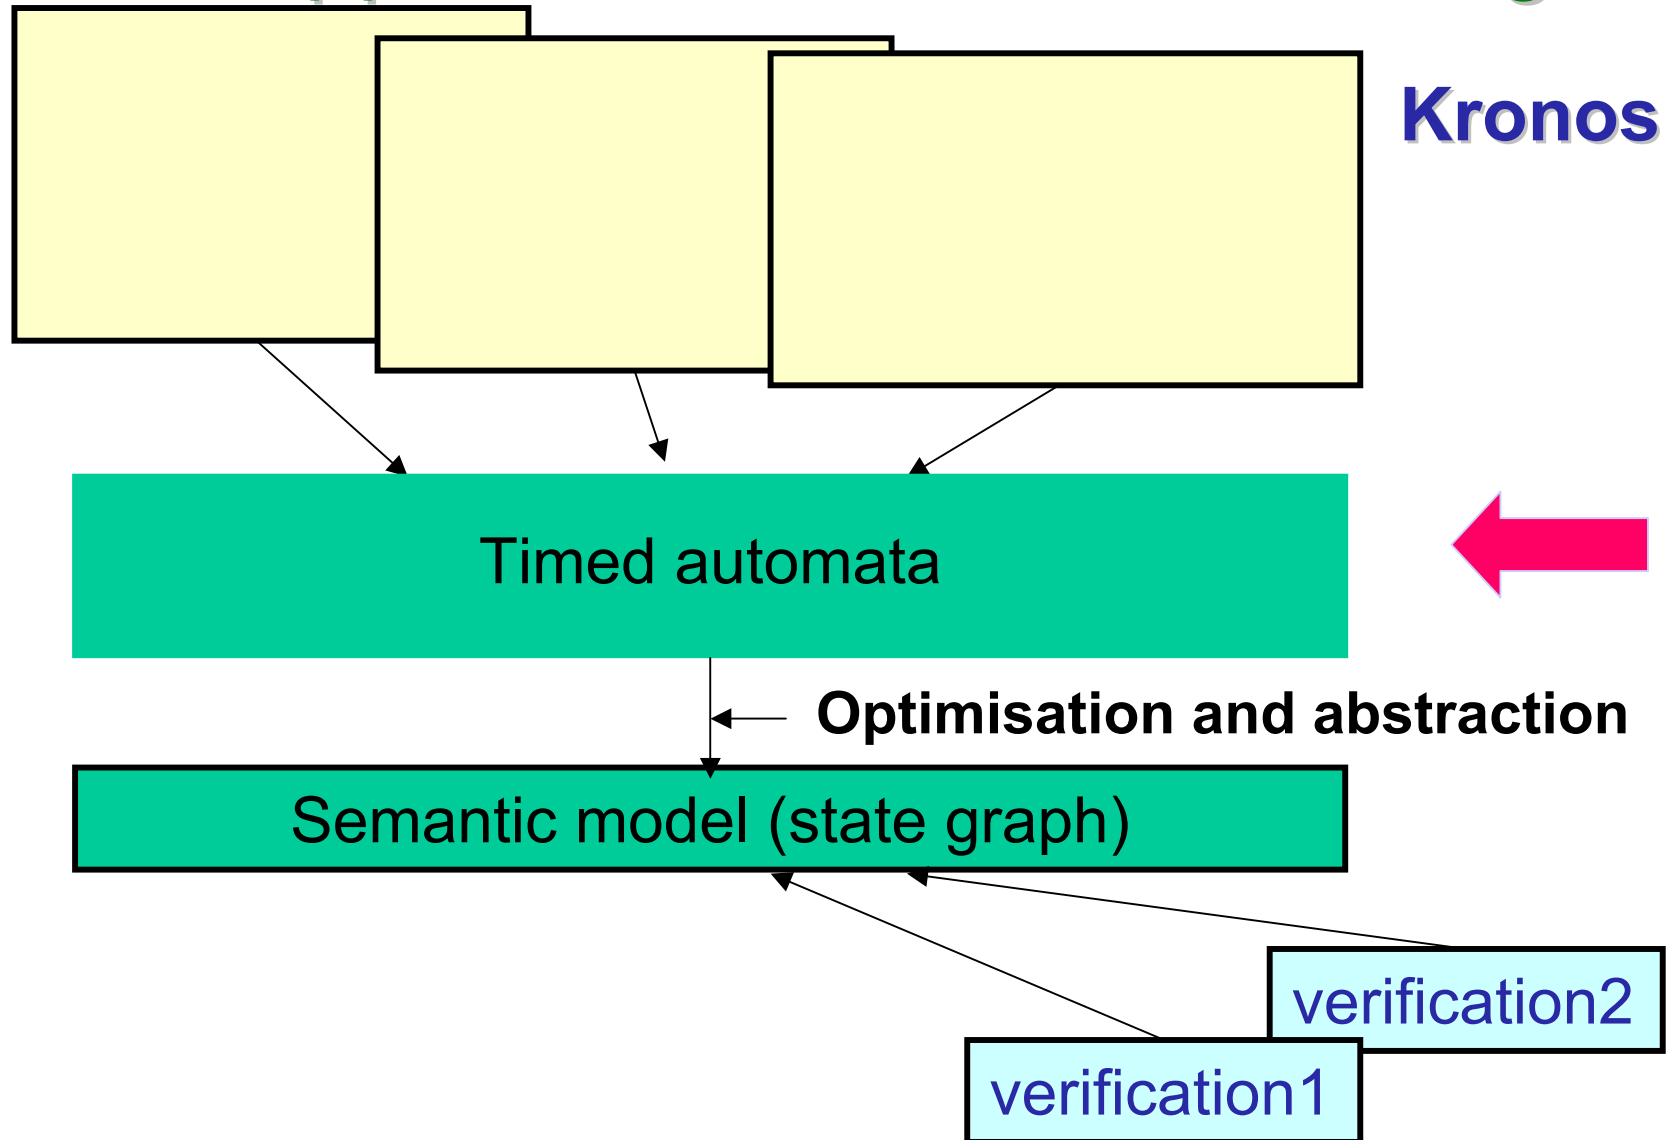 Kronos
Timed automata
Optimisation and abstraction
Semantic model (state graph)
verification2
verification1